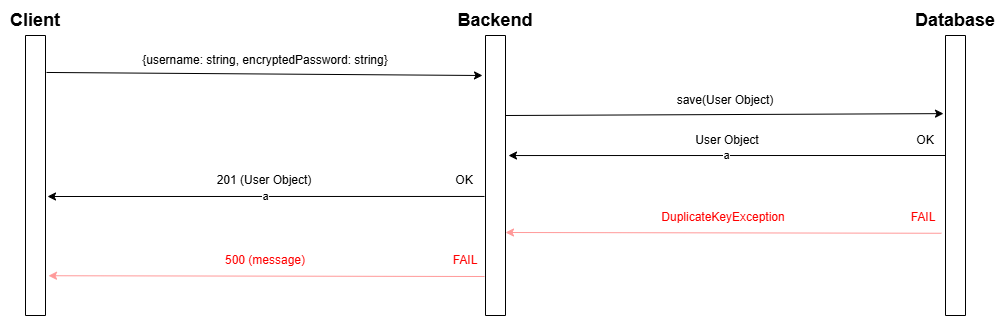 Client
Backend
Database
{username: string, encryptedPassword: string}
save(User Object)
User Object
OK
a
201 (User Object)
OK
a
DuplicateKeyException
FAIL
500 (message)
FAIL